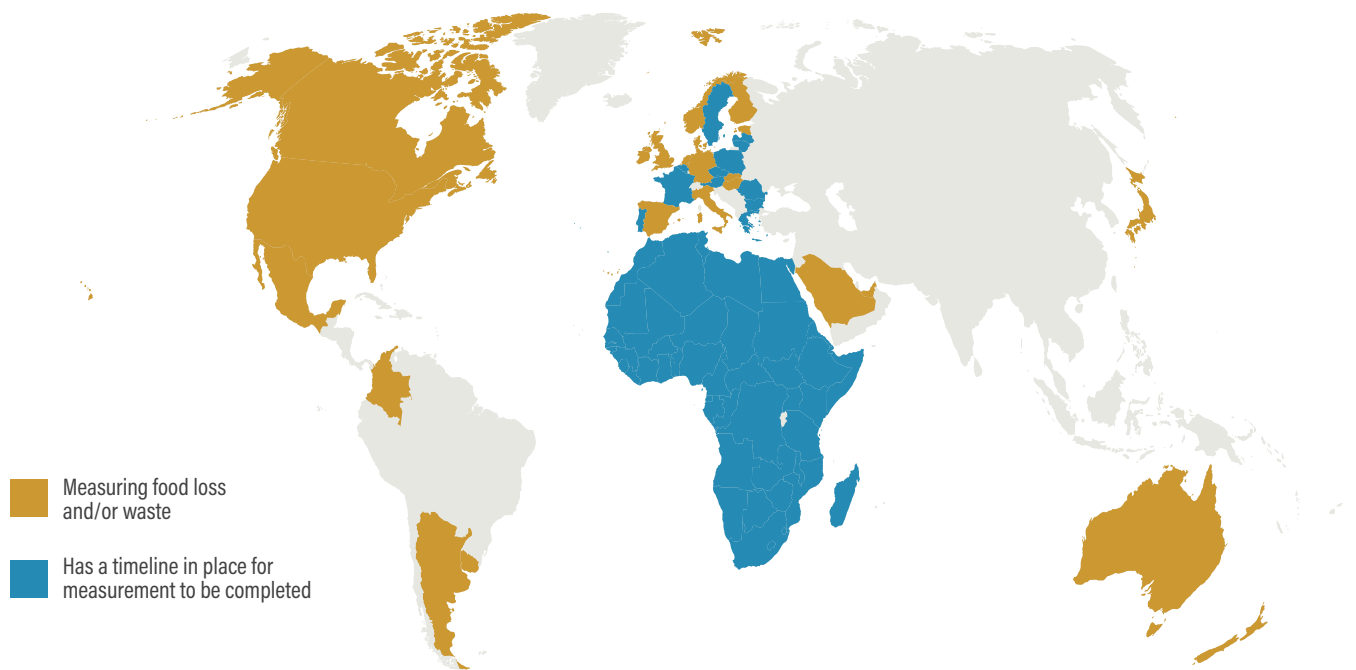 Measuring food loss
and/or waste
Has a timeline in place for
measurement to be completed